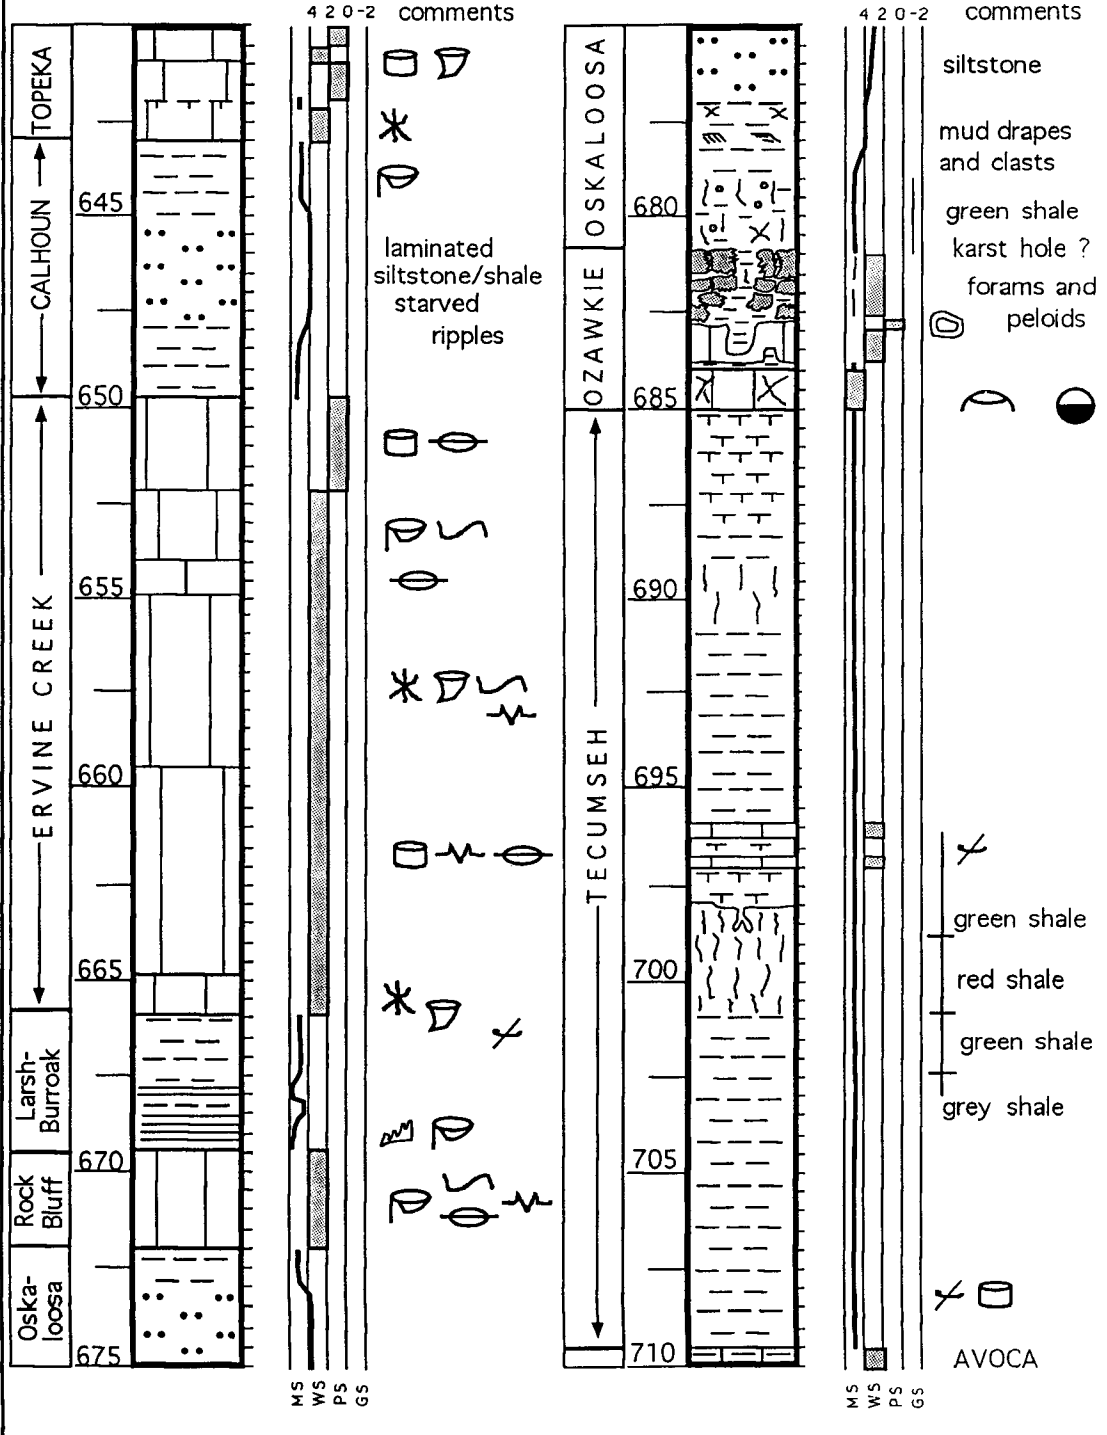 4 2 0 -2 comments
TOPEKA
CALHOUN
645
laminated
siltstone/shale
starved
ripples
650
ERVINE CREEK
655
660
665
Larsh-
Burroak
670
Rock
Bluff
Oska-
loosa
675
MS
WS
PS
GS
4 2 0 -2 comments
OSKALOOSA
siltstone
mud drapes
and clasts
680
green shale
karst hole ?
OZAWKIE
forams and
peloids
685
TECUMSEH
690
695
green shale
700
red shale
green shale
grey shale
705
710
AVOCA
MS
WS
PS
GS